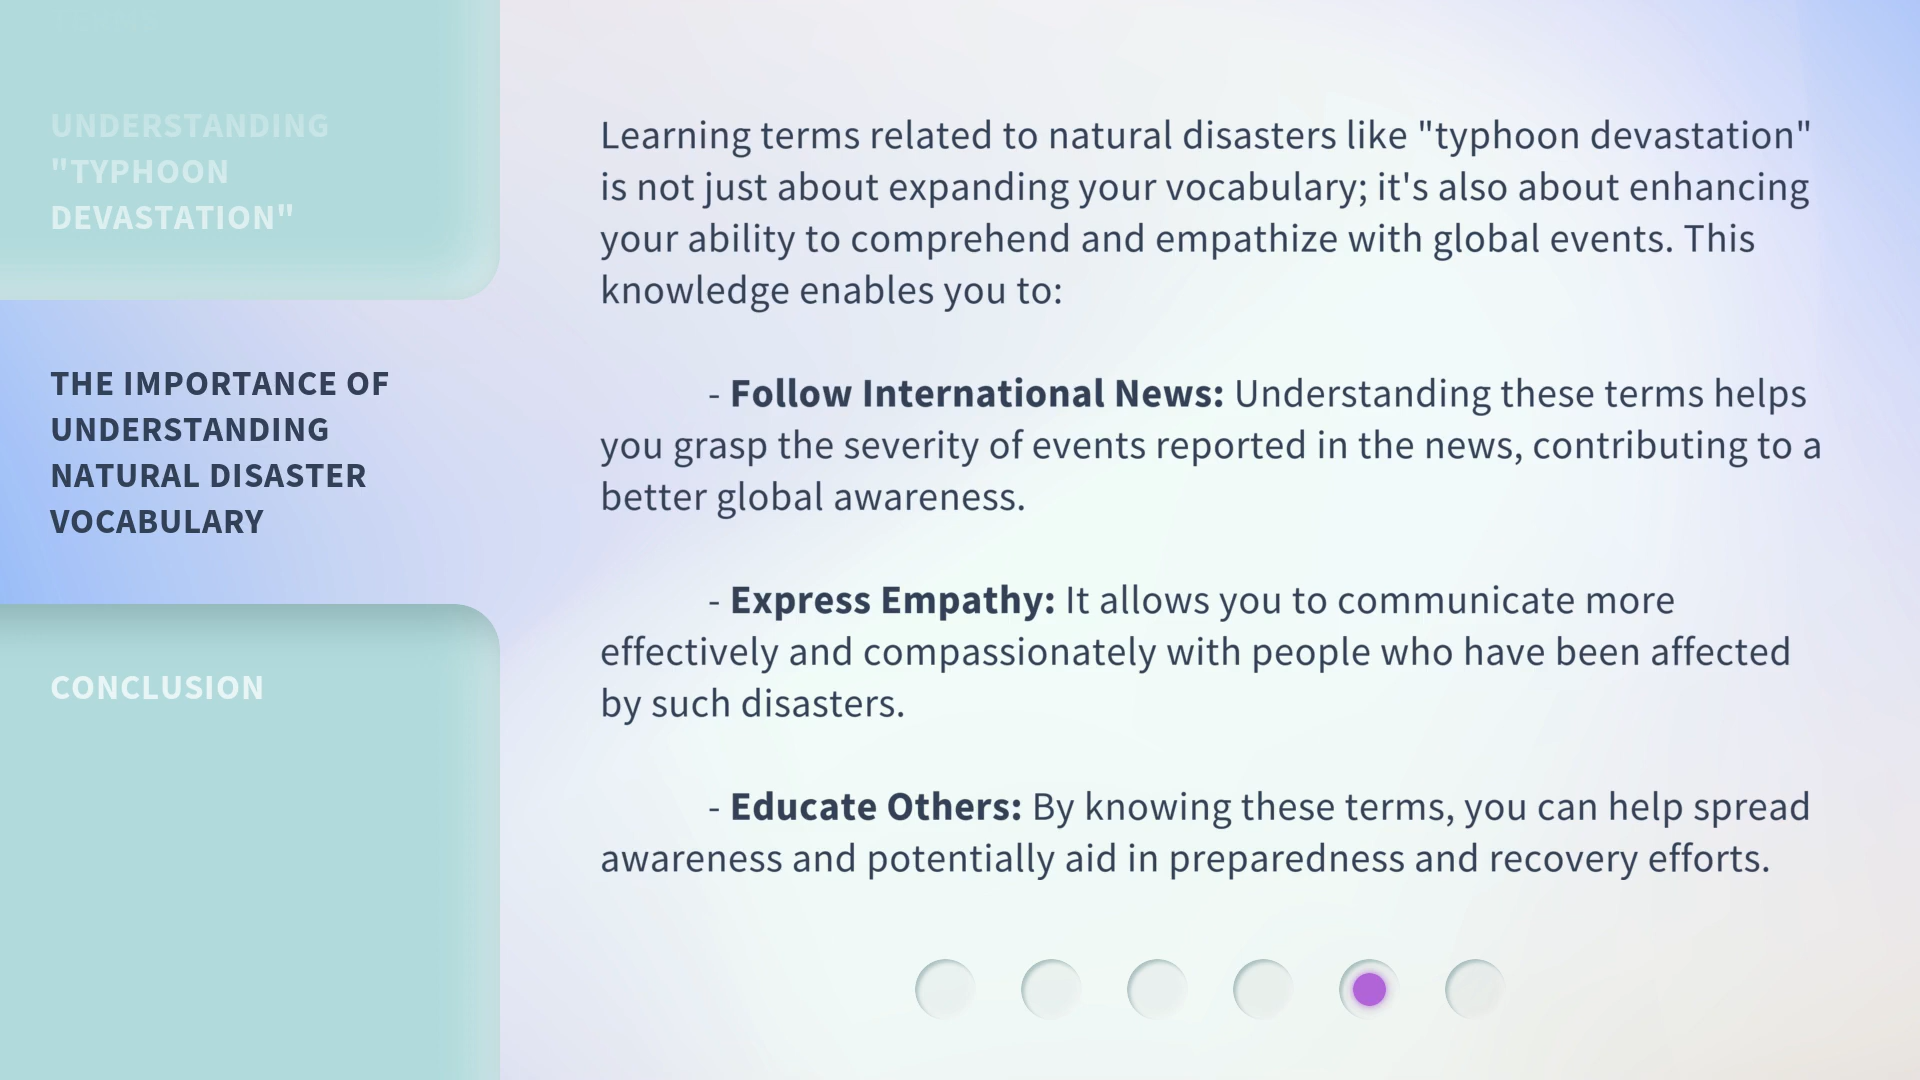 UNDERSTANDING
"TYPHOON
DEVASTATION"
THE IMPORTANCE OF
UNDERSTANDING
NATURAL DISASTER
VOCABULARY
CONCLUSION
Learning terms related to natural disasters like "typhoon devastation"
is not just about expanding your vocabulary; it's also about enhancing
your ability to comprehend and empathize with global events. This
knowledge enables you to:
- Follow International News: Understanding these terms helps
you grasp the severity of events reported in the news, contributing to a
better global awareness.
- Express Empathy: It allows you to communicate more
effectively and compassionately with people who have been affected
by such disasters.
- Educate Others: By knowing these terms, you can help spread
awareness and potentially aid in preparedness and recovery efforts.